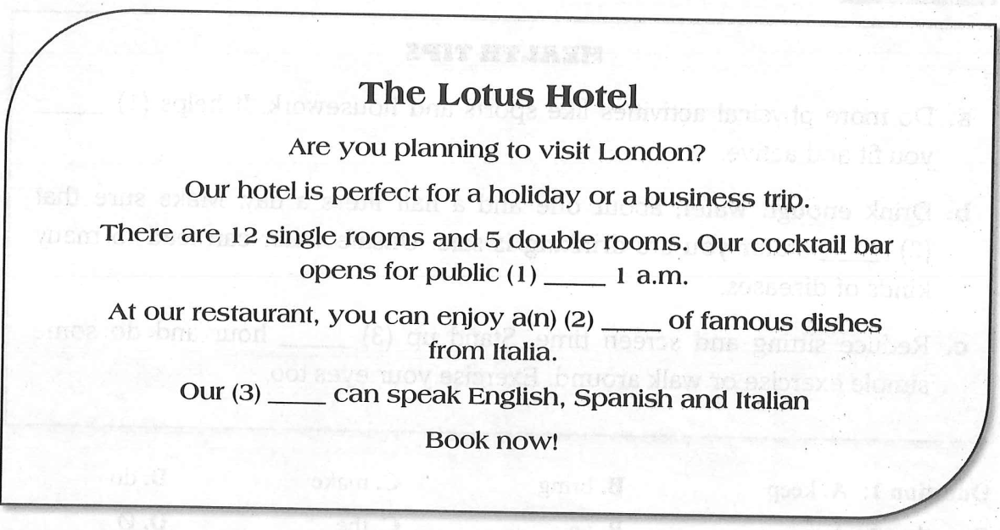 The Lotus Hotel
Are you planning to visit London?
Our hotel is perfect for a holiday or a business trip.
There are 12 single rooms and 5 double rooms. Our cocktail bar
opens for public (1) _____ 1 a.m.
At our restaurant, you can enjoy a(n) (2) _____ of famous dishes
from Italia.
Our (3) _____ can speak English, Spanish and Italian
Book now!